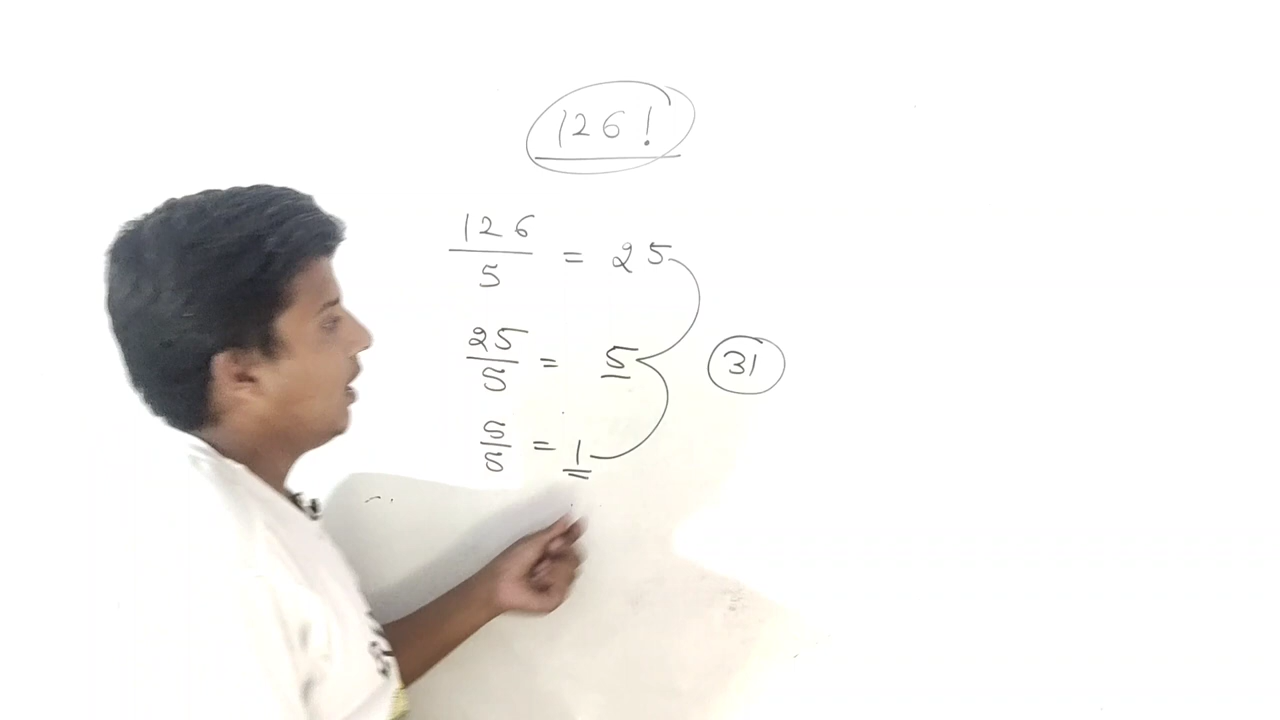 126!
126/5 = 25
25/5 = 5
31
5/5 = 1